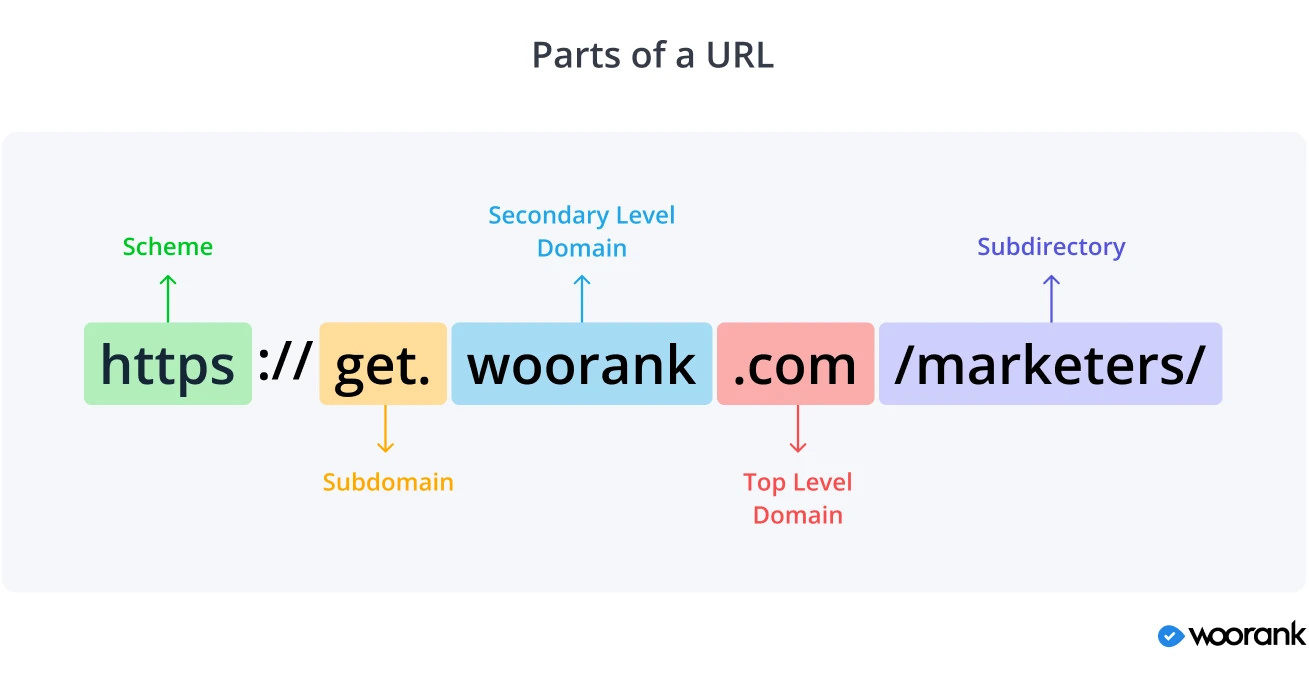 Parts of a URL
Secondary Level
Domain
Scheme
Subdirectory
https://get.woorank.com/marketers/
Subdomain
Top Level
Domain
woorank